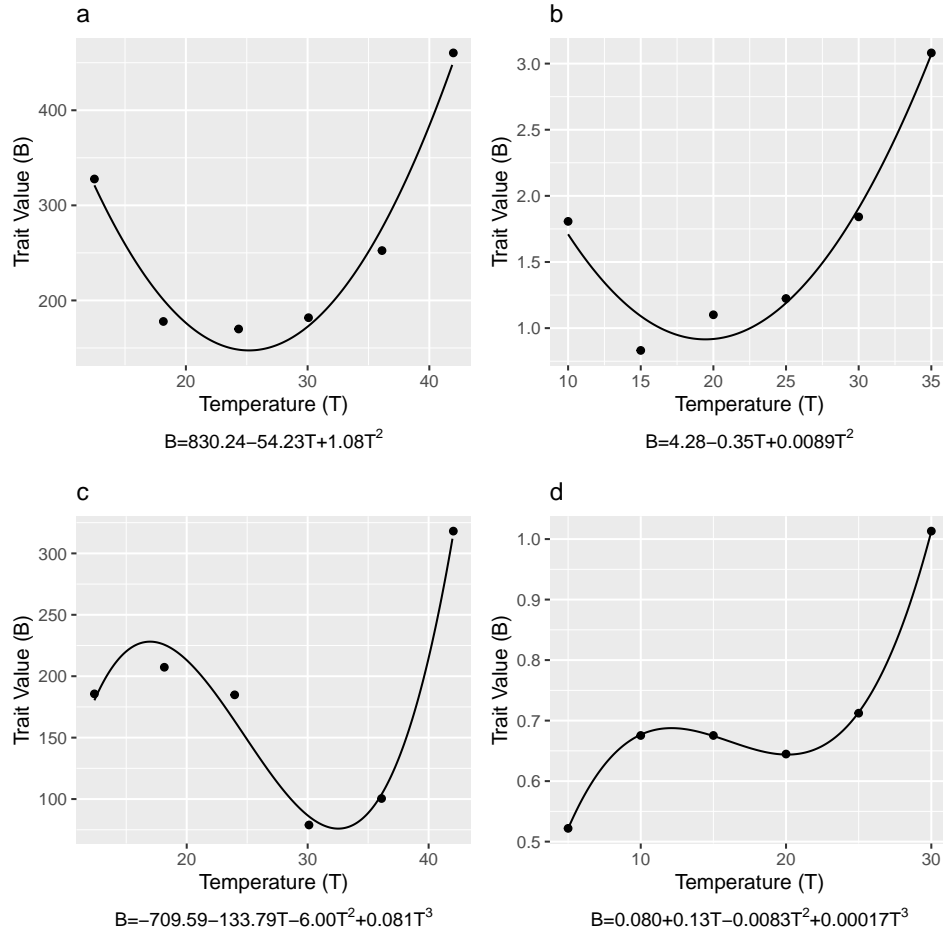 a
Trait Value (B)
400
300
200
20 30 40
Temperature (T)
B=830.24−54.23T+1.08T²
b
Trait Value (B)
3.0
2.5
2.0
1.5
1.0
10 15 20 25 30 35
Temperature (T)
B=4.28−0.35T+0.0089T²
c
Trait Value (B)
300
250
200
150
100
20 30 40
Temperature (T)
B=−709.59−133.79T−6.00T²+0.081T³
d
Trait Value (B)
1.0
0.9
0.8
0.7
0.6
0.5
10 20 30
Temperature (T)
B=0.080+0.13T−0.0083T²+0.00017T³